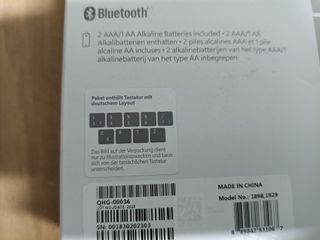 Bluetooth®
2 AAA/1 AA Alkaline Batteries included • 2 AAA/1 AA
Alkalibatterien enthalten • 2 piles alcalines AAA et 1 pile
alcaline AA incluses • 2 alkalinebatterijen van het type AAA/1
alkalinebatterij van het type AA inbegrepen
Paket enthält Tastatur mit
deutschem Layout
Das Bild auf der Verpackung dient
nur zu Illustrationszwecken und kann
sich von der tatsächlichen Tastatur
unterscheiden.
QHG-00036
MADE IN CHINA
Model No.: 1898,1929
SN: 001830202303